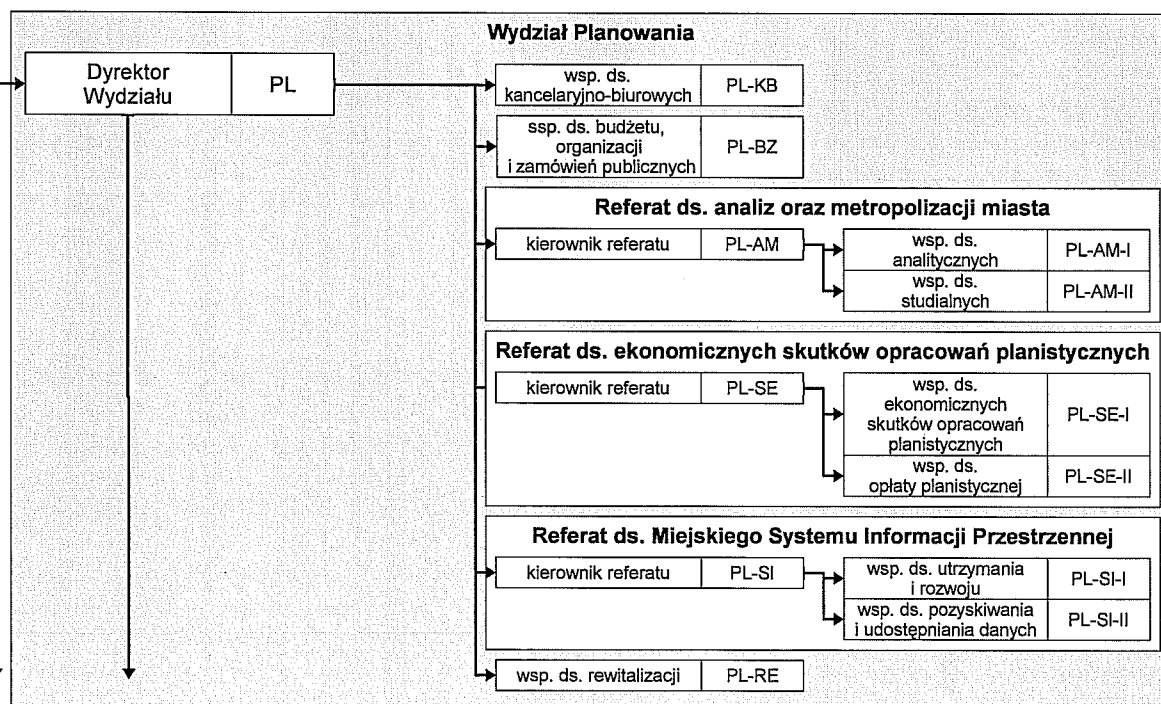 Wydział Planowania
Dyrektor
Wydziału
PL
wsp. ds.
kancelaryjno-biurowych
PL-KB
ssp. ds. budżetu,
organizacji
i zamówień publicznych
PL-BZ
Referat ds. analiz oraz metropolizacji miasta
kierownik referatu
PL-AM
wsp. ds.
analitycznych
PL-AM-I
wsp. ds.
studialnych
PL-AM-II
Referat ds. ekonomicznych skutków opracowań planistycznych
kierownik referatu
PL-SE
wsp. ds.
ekonomicznych
skutków opracowań
planistycznych
PL-SE-I
wsp. ds.
opłaty planistycznej
PL-SE-II
Referat ds. Miejskiego Systemu Informacji Przestrzennej
kierownik referatu
PL-SI
wsp. ds. utrzymania
i rozwoju
PL-SI-I
wsp. ds. pozyskiwania
i udostępniania danych
PL-SI-II
wsp. ds. rewitalizacji
PL-RE